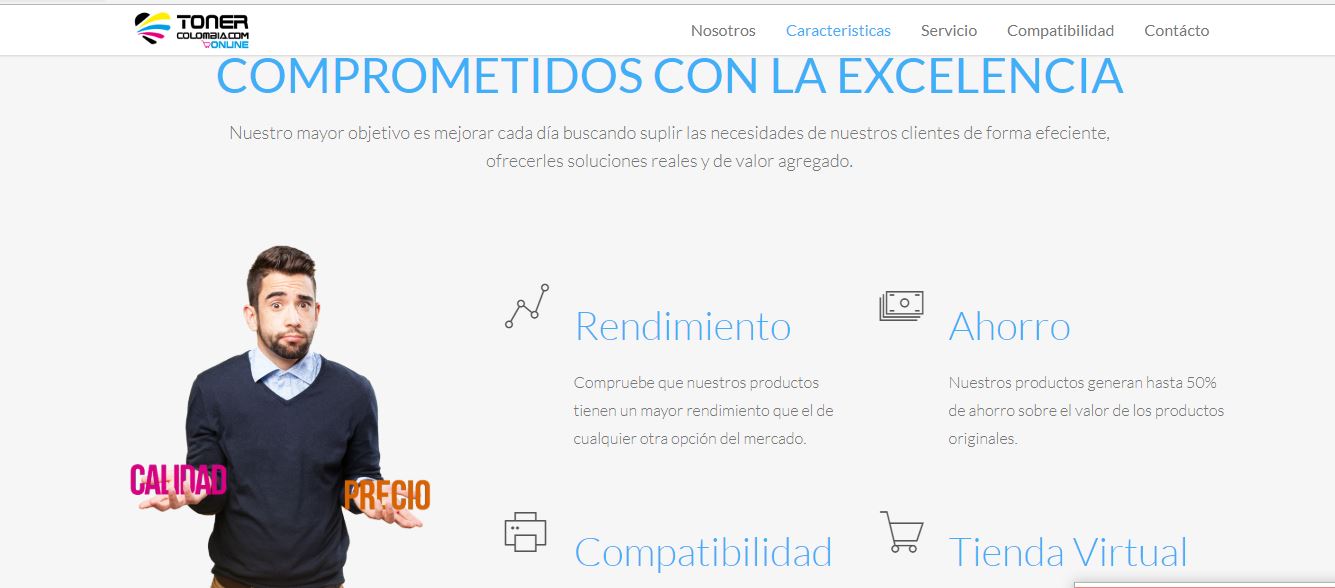 TONER
COLOMBIA.COM
ONLINE
Nosotros
Caracteristicas
Servicio
Compatibilidad
Contácto
COMPROMETIDOS CON LA EXCELENCIA
Nuestro mayor objetivo es mejorar cada día buscando suplir las necesidades de nuestros clientes de forma efeciente,
ofrecerles soluciones reales y de valor agregado.
CALIDAD
PRECIO
Rendimiento
Compruebe que nuestros productos
tienen un mayor rendimiento que el de
cualquier otra opción del mercado.
Ahorro
Nuestros productos generan hasta 50%
de ahorro sobre el valor de los productos
originales.
Compatibilidad
Tienda Virtual